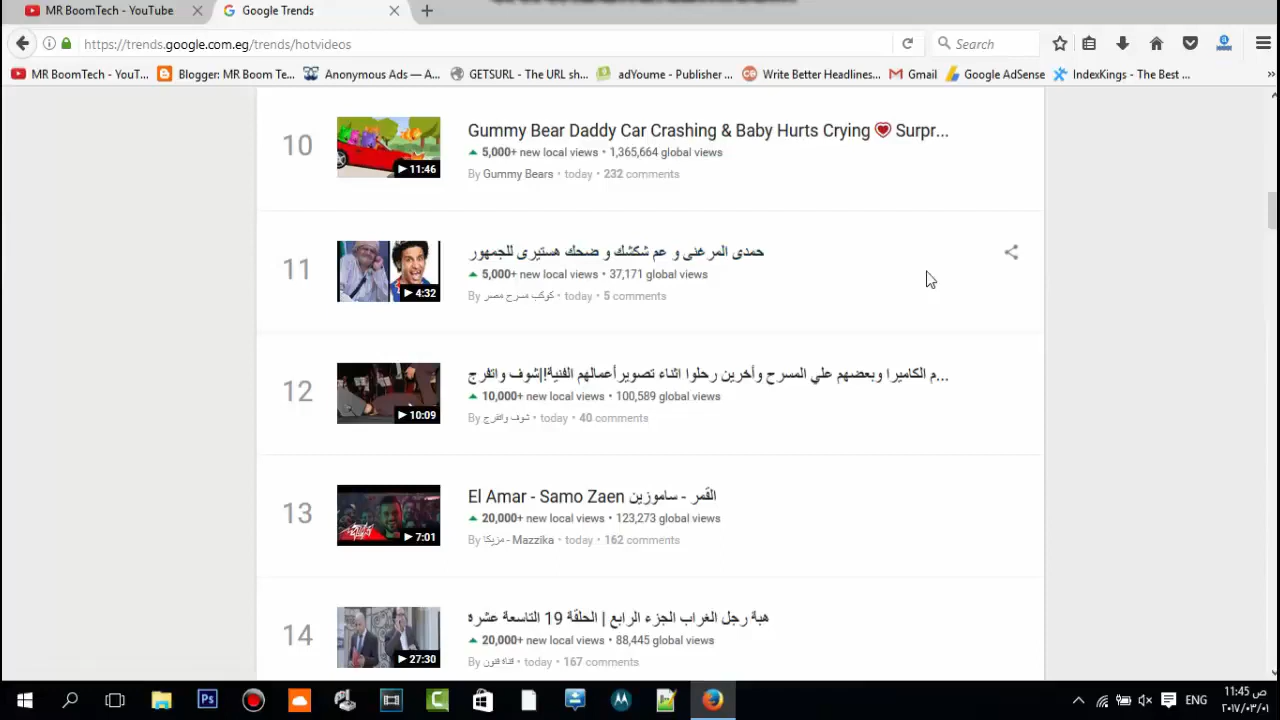 MR BoomTech - YouTube
Google Trends
https://trends.google.com.eg/trends/hotvideos
Search
MR BoomTech - YouT...
Blogger: MR Boom Te...
Anonymous Ads — A...
GETSURL - The URL sh...
adYoume - Publisher ...
Write Better Headlines...
Gmail
Google AdSense
IndexKings - The Best ...
10
11:46
Gummy Bear Daddy Car Crashing & Baby Hurts Crying 💗 Surpr...
5,000+ new local views • 1,365,664 global views
By Gummy Bears • today • 232 comments
11
4:32
حمدى المرغنى و عم شكشك و ضحك هستيرى للجمهور
5,000+ new local views • 37,171 global views
By كوكب مسرح مصر • today • 5 comments
12
10:09
م الكاميرا وبعضهم علي المسرح وأخرين رحلوا اثناء تصويرأعمالهم الفنية!|شوف واتفرج...
10,000+ new local views • 100,589 global views
By شوف واتفرج • today • 40 comments
13
7:01
El Amar - Samo Zaen القمر - ساموزين
20,000+ new local views • 123,273 global views
By مزيكا - Mazzika • today • 162 comments
14
27:30
هبة رجل الغراب الجزء الرابع | الحلقة 19 التاسعة عشره
20,000+ new local views • 88,445 global views
By قناة فنون • today • 167 comments
ENG
11:45 ص
٢٠١٧/٠٣/٠١